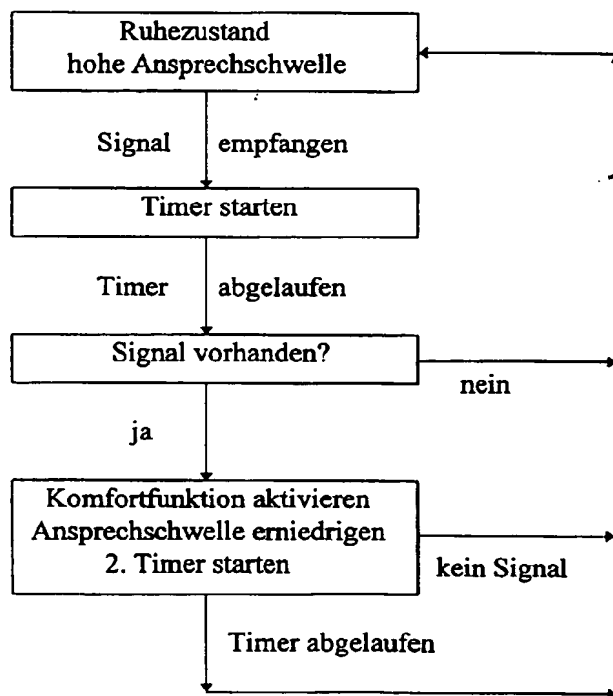 Ruhezustand
hohe Ansprechschwelle
Signal empfangen
Timer starten
Timer abgelaufen
Signal vorhanden?
nein
ja
Komfortfunktion aktivieren
Ansprechschwelle erniedrigen
2. Timer starten
kein Signal
Timer abgelaufen